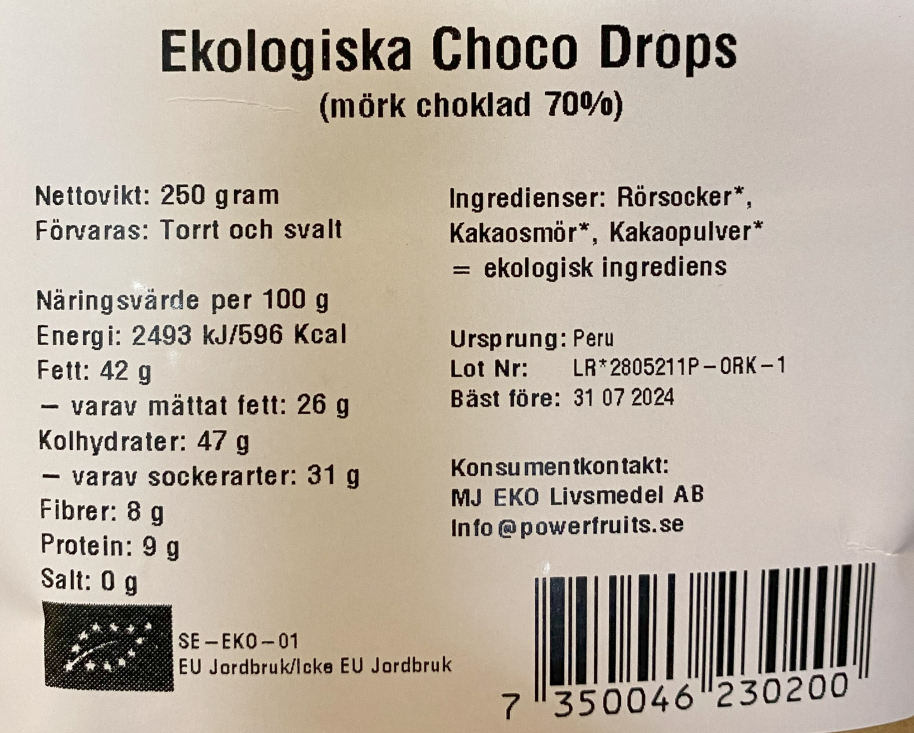 Ekologiska Choco Drops
(mörk choklad 70%)
Nettovikt: 250 gram
Förvaras: Torrt och svalt
Näringsvärde per 100 g
Energi: 2493 kJ/596 Kcal
Fett: 42 g
– varav mättat fett: 26 g
Kolhydrater: 47 g
– varav sockerarter: 31 g
Fibrer: 8 g
Protein: 9 g
Salt: 0 g
SE-EKO-01
EU Jordbruk/Icke EU Jordbruk
Ingredienser: Rörsocker*,
Kakaosmör*, Kakaopulver*
= ekologisk ingrediens
Ursprung: Peru
Lot Nr: LR*2805211P-ORK-1
Bäst före: 31 07 2024
Konsumentkontakt:
MJ EKO Livsmedel AB
Info@powerfruits.se
7 350046 230200